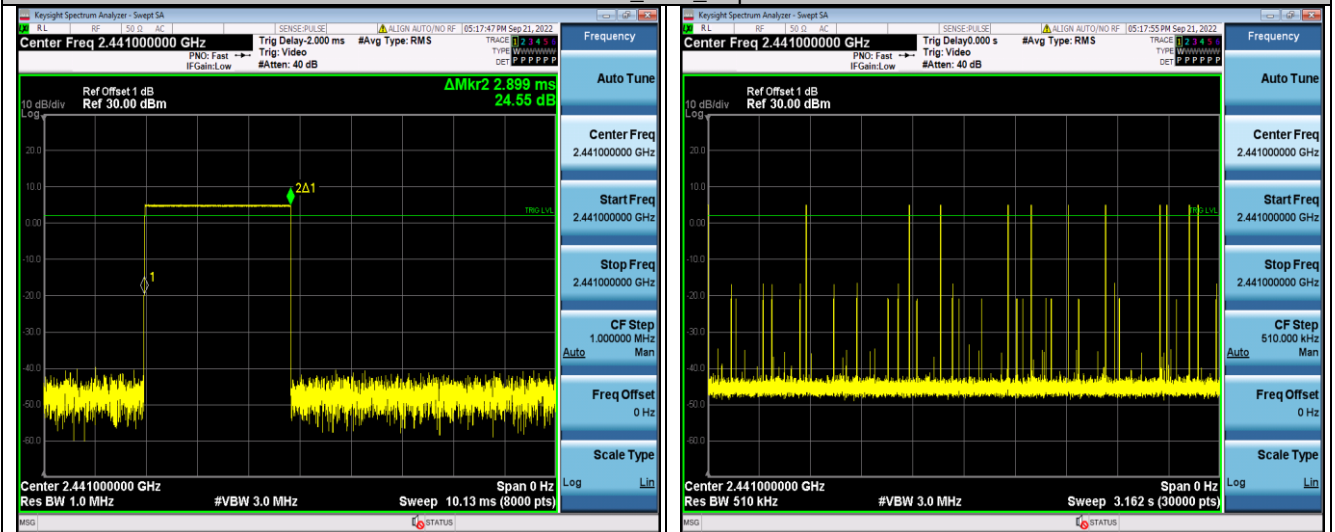 Keysight Spectrum Analyzer - Swept SA
RL RF 50 Ω AC SENSE:PULSE ALIGN AUTO/NO RF 05:17:47 PM Sep 21, 2022
Center Freq 2.441000000 GHz
PNO: Fast
IFGain:Low
Trig Delay-2.000 ms
Trig: Video
#Atten: 40 dB
#Avg Type: RMS
TRACE 1 2 3 4 5 6
TYPE W
DET P P P P P P
ΔMkr2 2.899 ms
24.55 dB
Ref Offset 1 dB
10 dB/div Ref 30.00 dBm
Log
20.0
10.0
0.00
-10.0
-20.0
-30.0
-40.0
-50.0
-60.0
2Δ1
TRIG LVL
1
Center 2.441000000 GHz Span 0 Hz
Res BW 1.0 MHz #VBW 3.0 MHz Sweep 10.13 ms (8000 pts)
MSG STATUS
Frequency
Auto Tune
Center Freq
2.441000000 GHz
Start Freq
2.441000000 GHz
Stop Freq
2.441000000 GHz
CF Step
1.000000 MHz
Auto Man
Freq Offset
0 Hz
Scale Type
Log Lin
Keysight Spectrum Analyzer - Swept SA
RL RF 50 Ω AC SENSE:PULSE ALIGN AUTO/NO RF 05:17:55 PM Sep 21, 2022
Center Freq 2.441000000 GHz
PNO: Fast
IFGain:Low
Trig Delay0.000 s
Trig: Video
#Atten: 40 dB
#Avg Type: RMS
TRACE 1 2 3 4 5 6
TYPE W
DET P P P P P P
Ref Offset 1 dB
10 dB/div Ref 30.00 dBm
Log
20.0
10.0
0.00
-10.0
-20.0
-30.0
-40.0
-50.0
-60.0
TRIG LVL
Center 2.441000000 GHz Span 0 Hz
Res BW 510 kHz #VBW 3.0 MHz Sweep 3.162 s (30000 pts)
MSG STATUS
Frequency
Auto Tune
Center Freq
2.441000000 GHz
Start Freq
2.441000000 GHz
Stop Freq
2.441000000 GHz
CF Step
510.000 kHz
Auto Man
Freq Offset
0 Hz
Scale Type
Log Lin